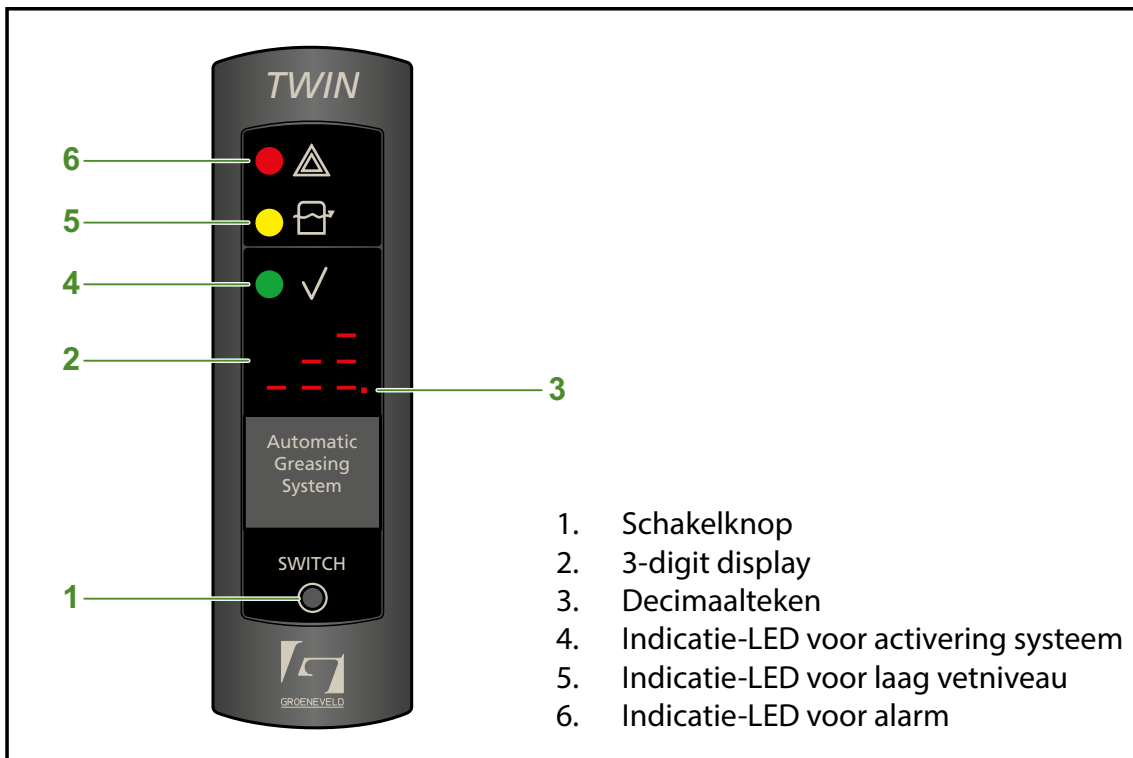 TWIN
6
5
4
2
3
Automatic
Greasing
System
SWITCH
1
GROENEVELD
1. Schakelknop
2. 3-digit display
3. Decimaalteken
4. Indicatie-LED voor activering systeem
5. Indicatie-LED voor laag vetniveau
6. Indicatie-LED voor alarm